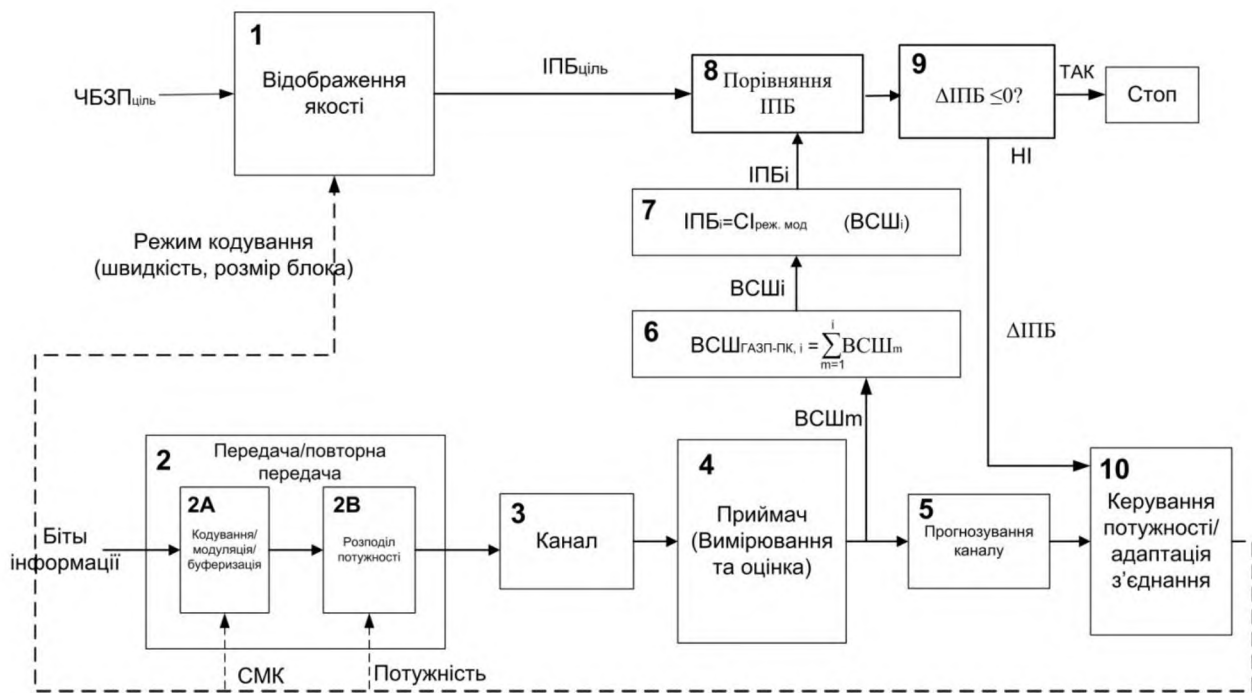 1
Відображення
якості
ЧБЗПціль
ІПБціль
8
Порівняння
ІПБ
9
ΔІПБ ≤0?
ТАК
Стоп
НІ
ІПБі
7
ІПБі=СІреж. мод (ВСШі)
Режим кодування
(швидкість, розмір блока)
ВСШі
6
ВСШГАЗП-ПК, i = ∑ i m=1 ВСШm
ΔІПБ
ВСШm
2
Передача/повторна
передача
2A
Кодування/
модуляція/
буферизація
2B
Розподіл
потужності
Біты
інформації
3
Канал
4
Приймач
(Вимірювання
та оцінка)
5
Прогнозування
каналу
10
Керування
потужності/
адаптація
з’єднання
СМК
Потужність